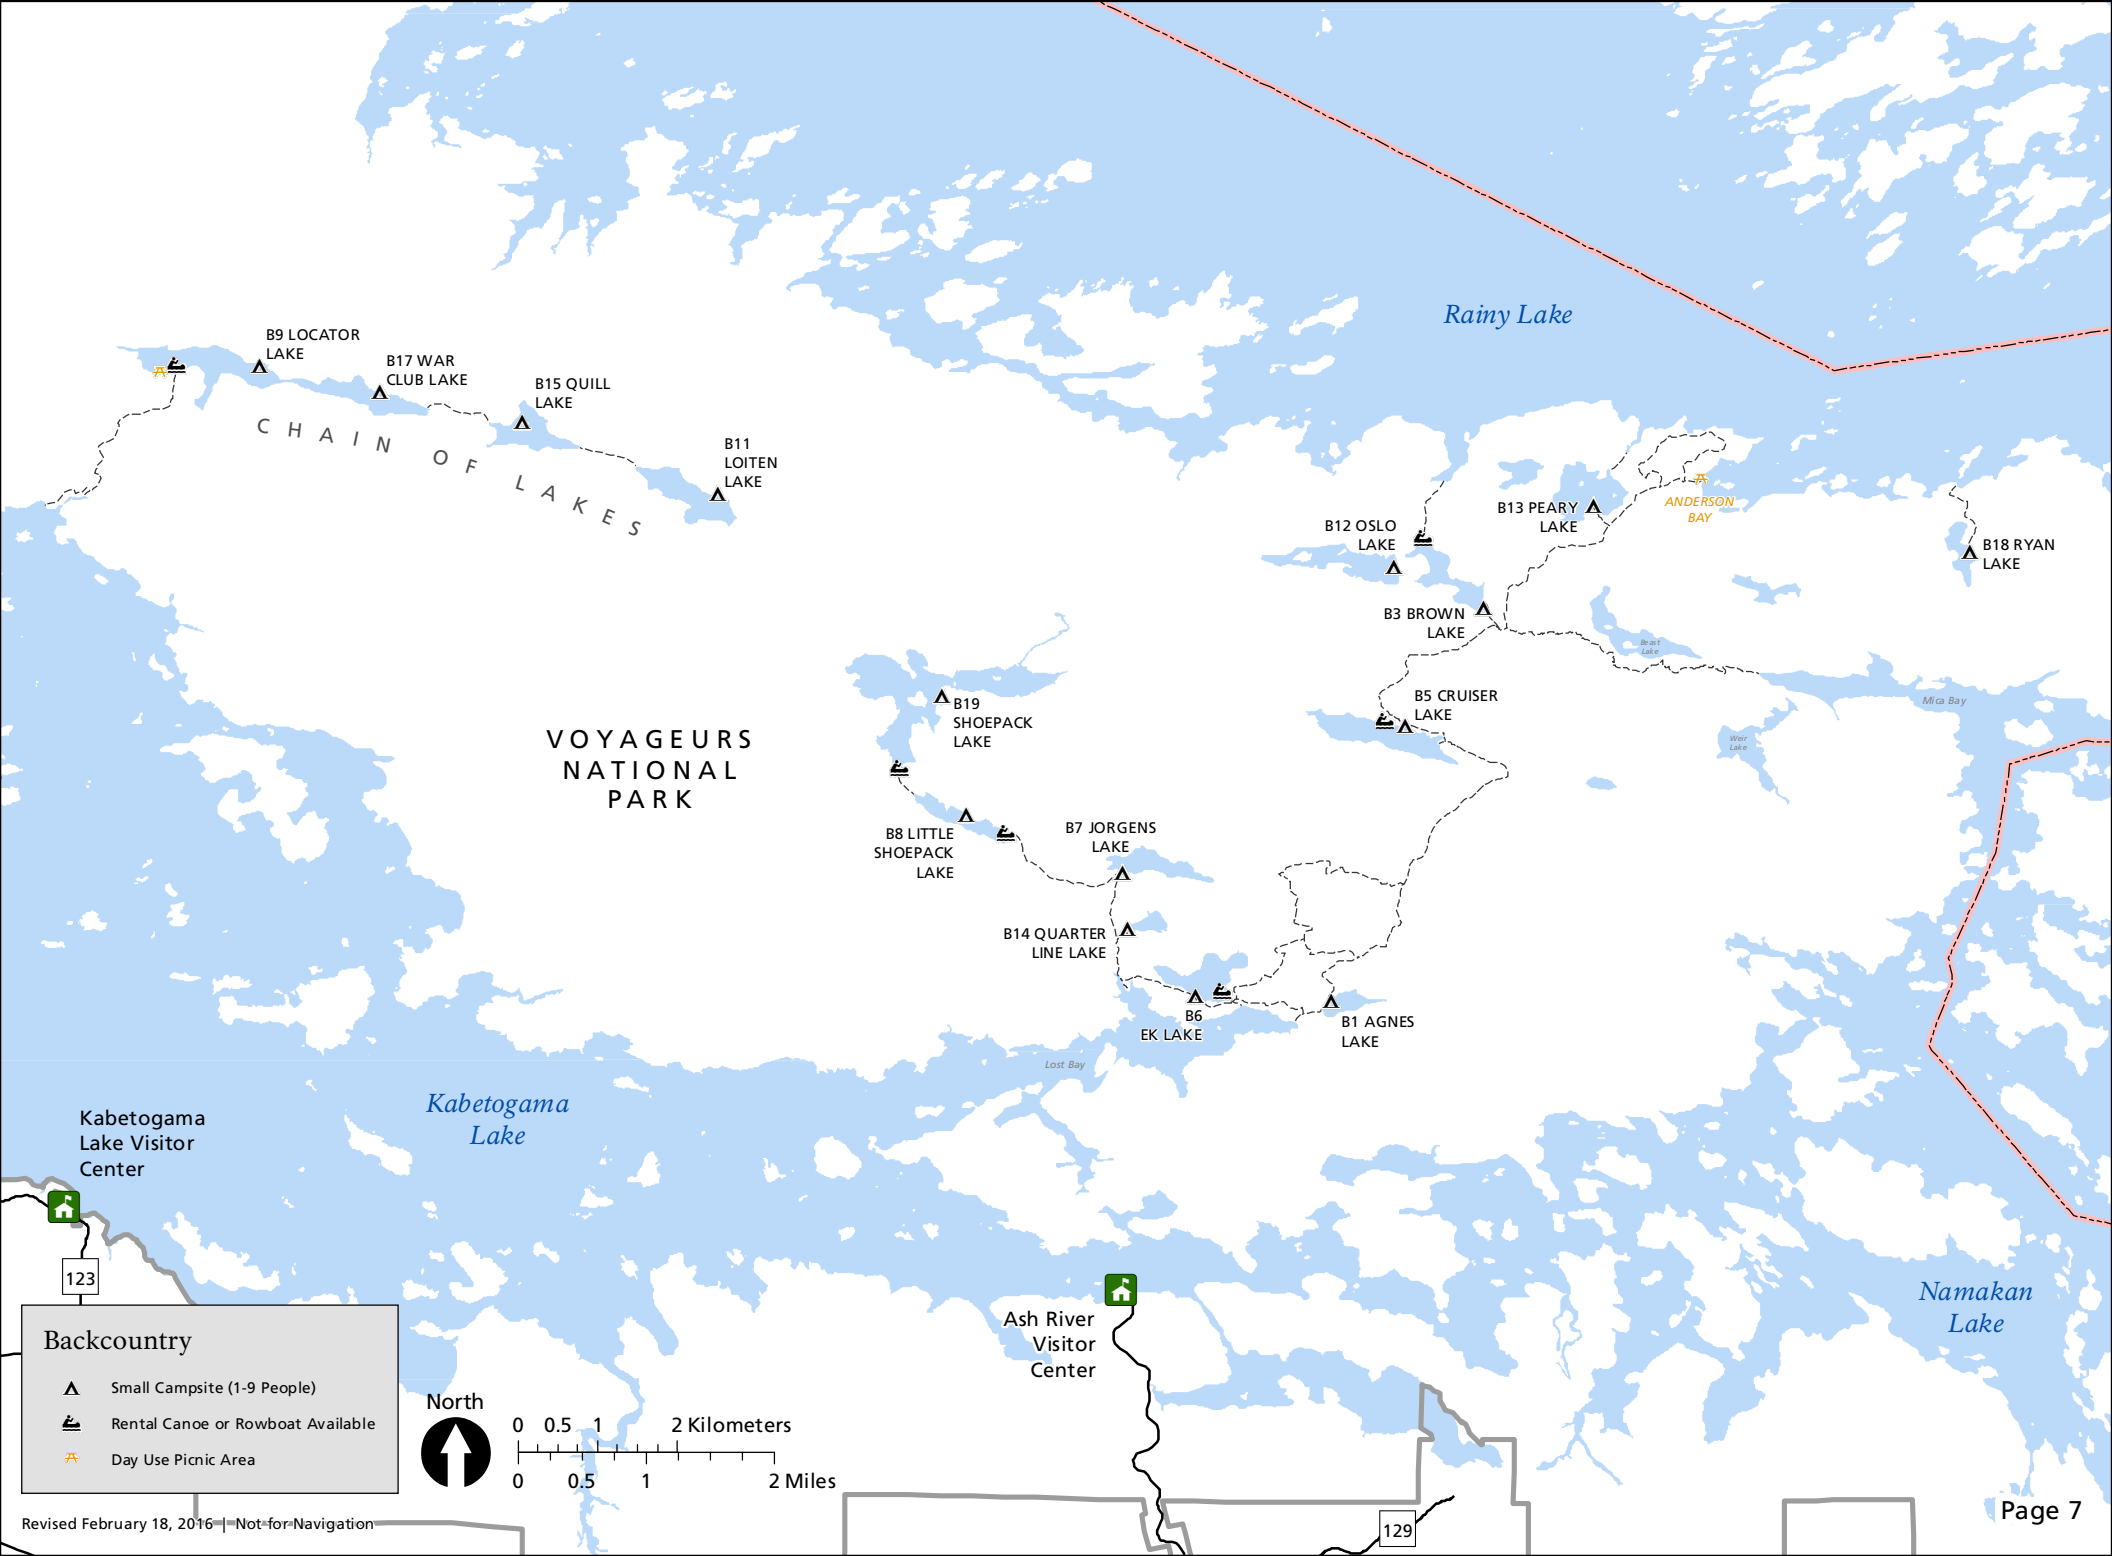 Rainy Lake
B9 LOCATOR
LAKE
B17 WAR
CLUB LAKE
B15 QUILL
LAKE
B11
LOITEN
LAKE
CHAIN OF LAKES
B13 PEARY
LAKE
ANDERSON
BAY
B12 OSLO
LAKE
B18 RYAN
LAKE
B3 BROWN
LAKE
Beast
Lake
B5 CRUISER
LAKE
Mica Bay
Weir
Lake
B19
SHOEPACK
LAKE
VOYAGEURS
NATIONAL
PARK
B8 LITTLE
SHOEPACK
LAKE
B7 JORGENS
LAKE
B14 QUARTER
LINE LAKE
B6
EK LAKE
B1 AGNES
LAKE
Lost Bay
Kabetogama
Lake
Kabetogama
Lake Visitor
Center
123
Ash River
Visitor
Center
Namakan
Lake
Backcountry
Small Campsite (1-9 People)
Rental Canoe or Rowboat Available
Day Use Picnic Area
North
0 0.5 1 2 Kilometers
0 0.5 1 2 Miles
129
Page 7
Revised February 18, 2016 | Not for Navigation